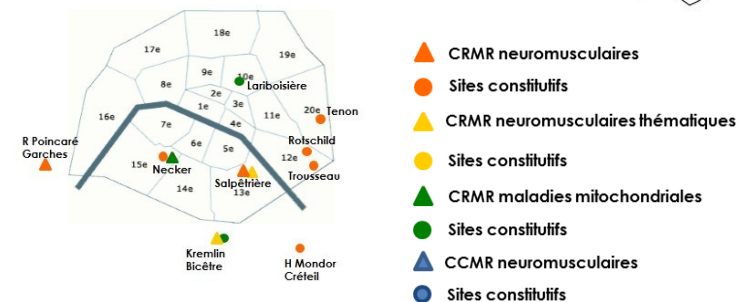 18e
17e
19e
9e
10e
Lariboisière
8e
2e
3e
1e
20e
Tenon
16e
11e
7e
4e
R Poincaré
Garches
6e
5e
Rotschild
12e
15e
Necker
Trousseau
Salpêtrière
14e
13e
Kremlin
Bicêtre
H Mondor
Créteil
CRMR neuromusculaires
Sites constitutifs
CRMR neuromusculaires thématiques
Sites constitutifs
CRMR maladies mitochondriales
Sites constitutifs
CCMR neuromusculaires
Sites constitutifs